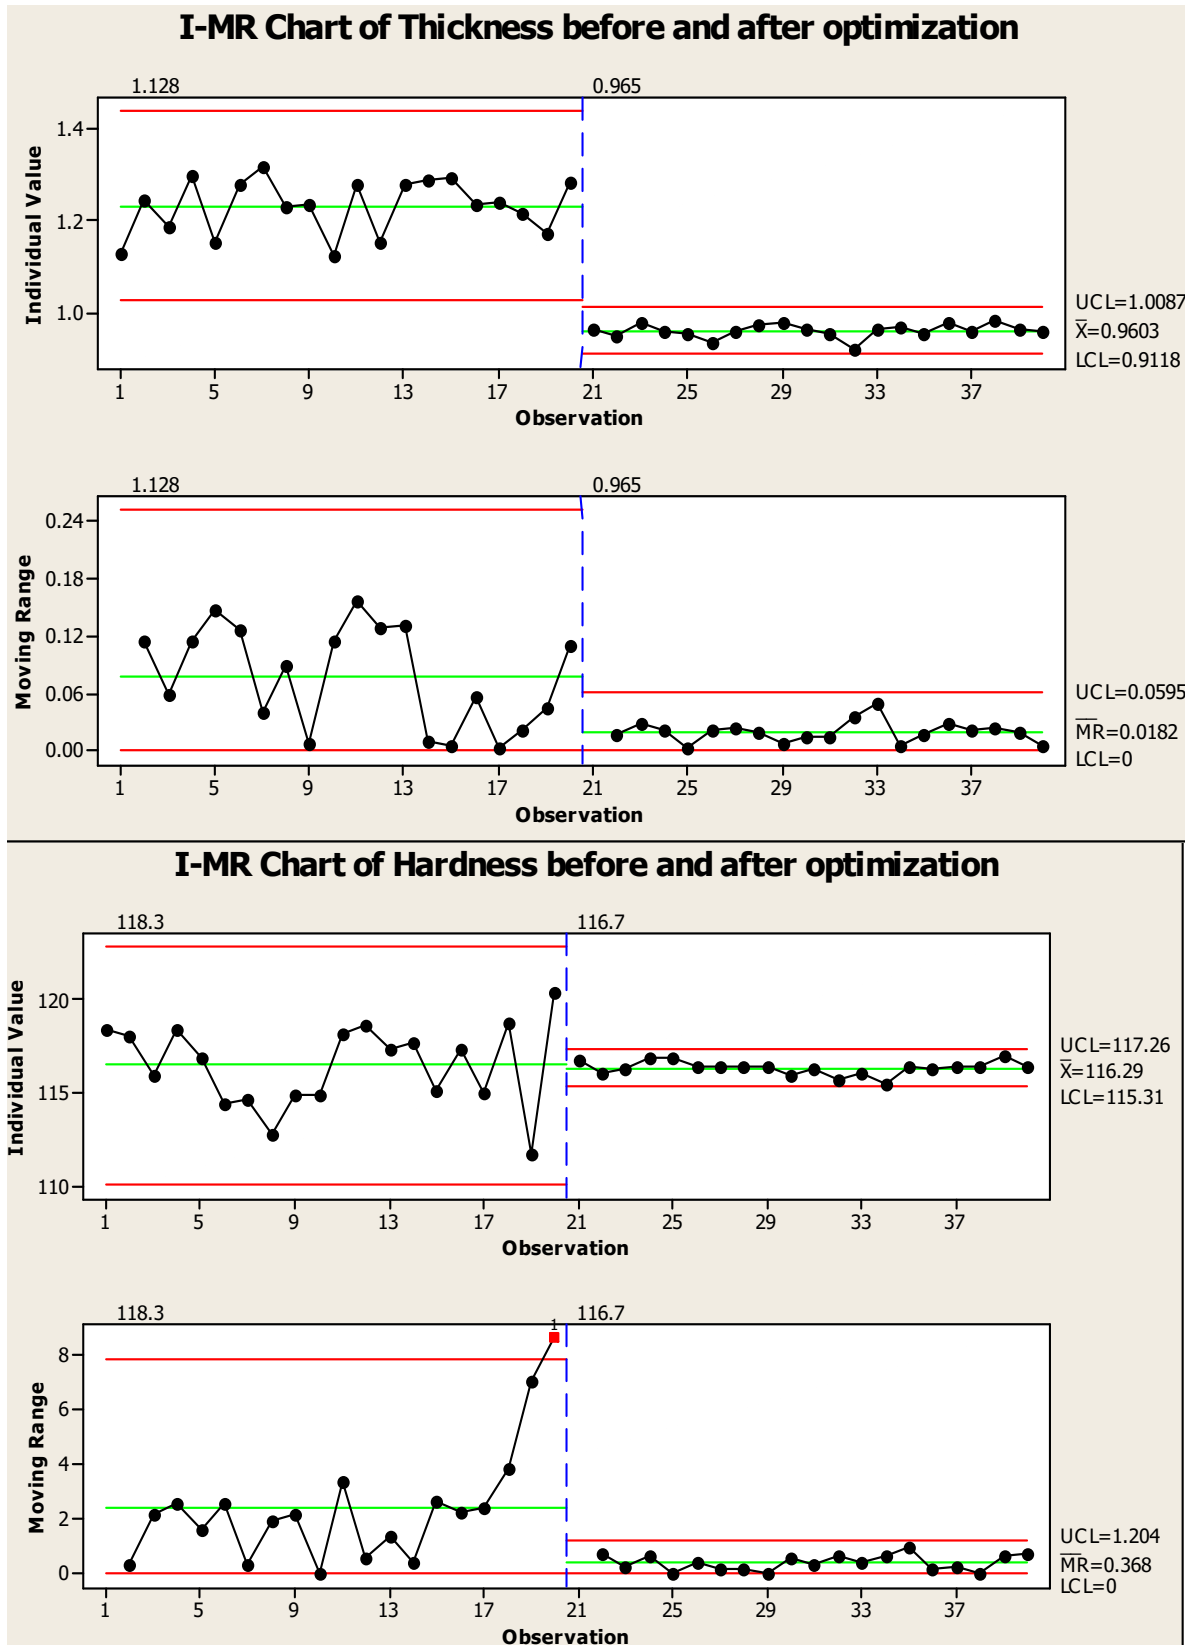 I-MR Chart of Thickness before and after optimization
1.128 0.965
1.4
1.2
1.0
Individual Value
UCL=1.0087
X=0.9603
LCL=0.9118
1 5 9 13 17 21 25 29 33 37
Observation
1.128 0.965
0.24
0.18
0.12
0.06
0.00
Moving Range
UCL=0.0595
MR=0.0182
LCL=0
1 5 9 13 17 21 25 29 33 37
Observation
I-MR Chart of Hardness before and after optimization
118.3 116.7
120
115
110
Individual Value
UCL=117.26
X=116.29
LCL=115.31
1 5 9 13 17 21 25 29 33 37
Observation
118.3 116.7
1
8
6
4
2
0
Moving Range
UCL=1.204
MR=0.368
LCL=0
1 5 9 13 17 21 25 29 33 37
Observation